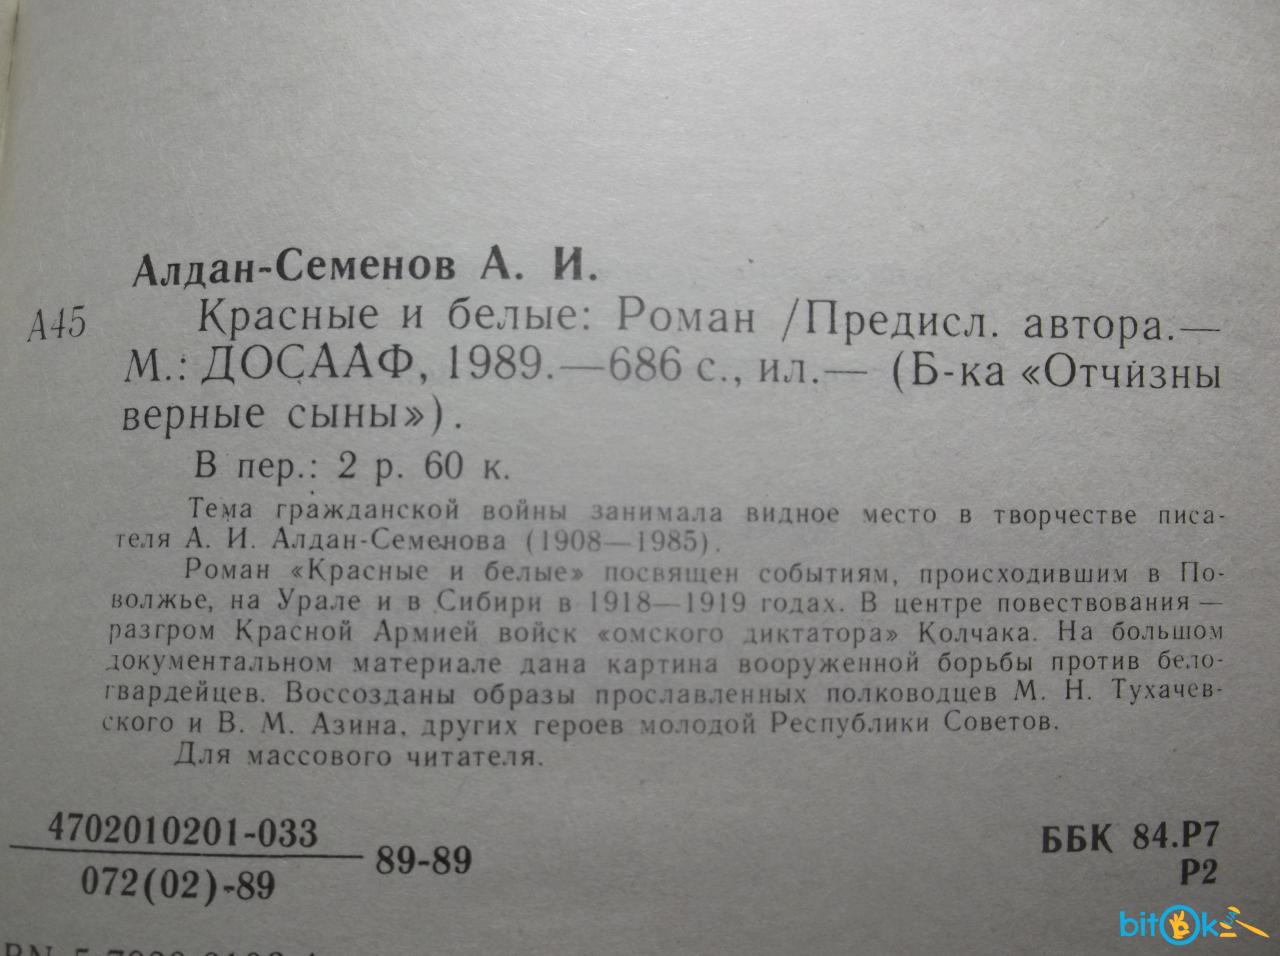 Алдан-Семенов А. И.
А45 Красные и белые: Роман /Предисл. автора.—
М.: ДОСААФ, 1989.—686 с., ил.— (Б-ка «Отчизны
верные сыны»).
В пер.: 2 р. 60 к.
Тема гражданской войны занимала видное место в творчестве писа-
теля А. И. Алдан-Семенова (1908—1985).
Роман «Красные и белые» посвящен событиям, происходившим в По-
волжье, на Урале и в Сибири в 1918—1919 годах. В центре повествования —
разгром Красной Армией войск «омского диктатора» Колчака. На большом
документальном материале дана картина вооруженной борьбы против бело-
гвардейцев. Воссозданы образы прославленных полководцев М. Н. Тухачев-
ского и В. М. Азина, других героев молодой Республики Советов.
Для массового читателя.
4702010201-033
072(02)-89
89-89
ББК 84.Р7
Р2
bitok